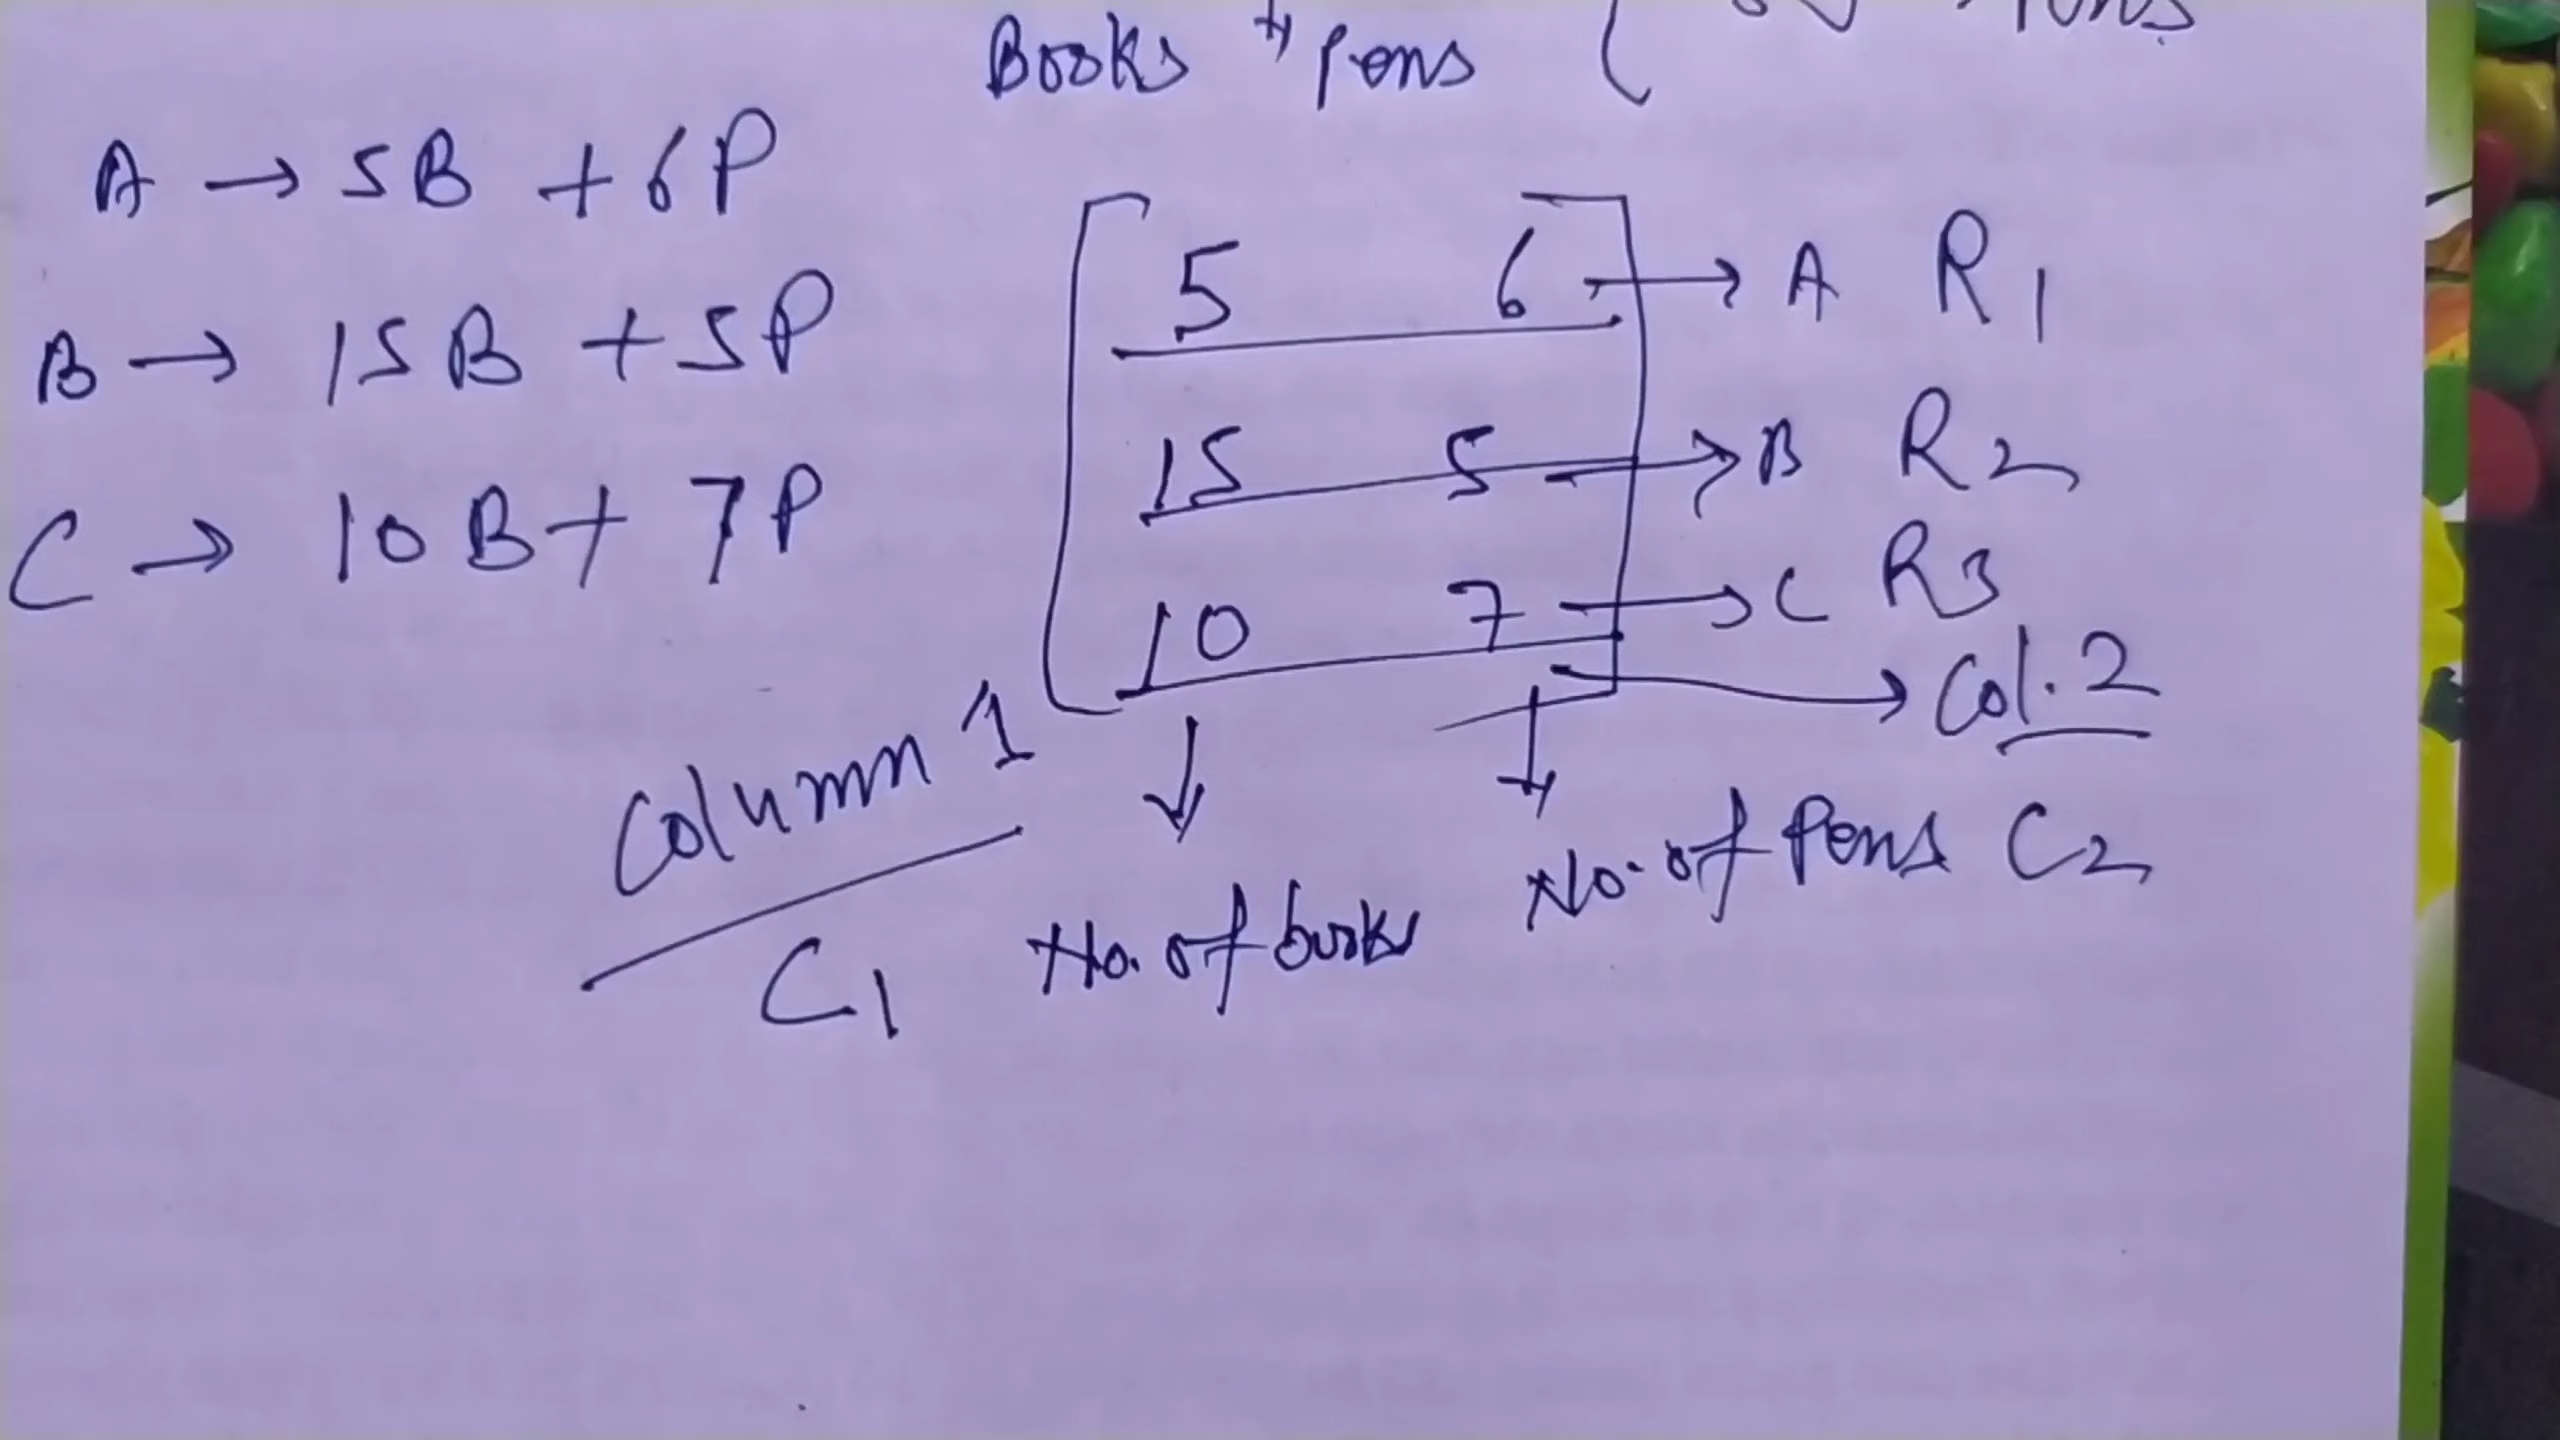 Books Pens
A → 5B + 6P
B → 15B + 5P
C → 10B + 7P
5 6 → A R1
15 5 → B R2
10 7 → C R3
→ Col. 2
Column 1
C1
No. of books
No. of Pens C2